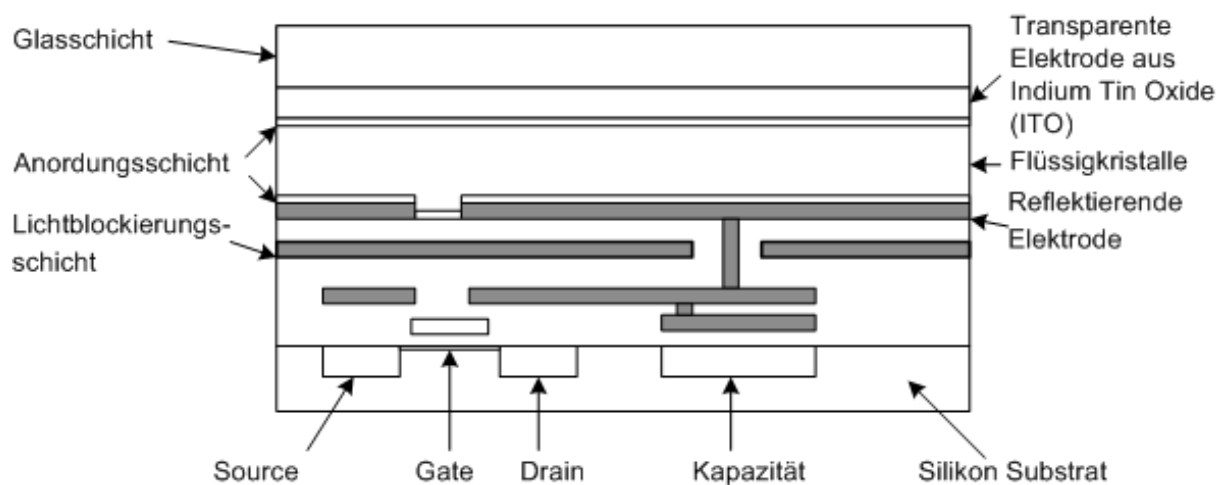 Glasschicht
Anordungsschicht
Lichtblockierungs-
schicht
Transparente
Elektrode aus
Indium Tin Oxide
(ITO)
Flüssigkristalle
Reflektierende
Elektrode
Source
Gate
Drain
Kapazität
Silikon Substrat